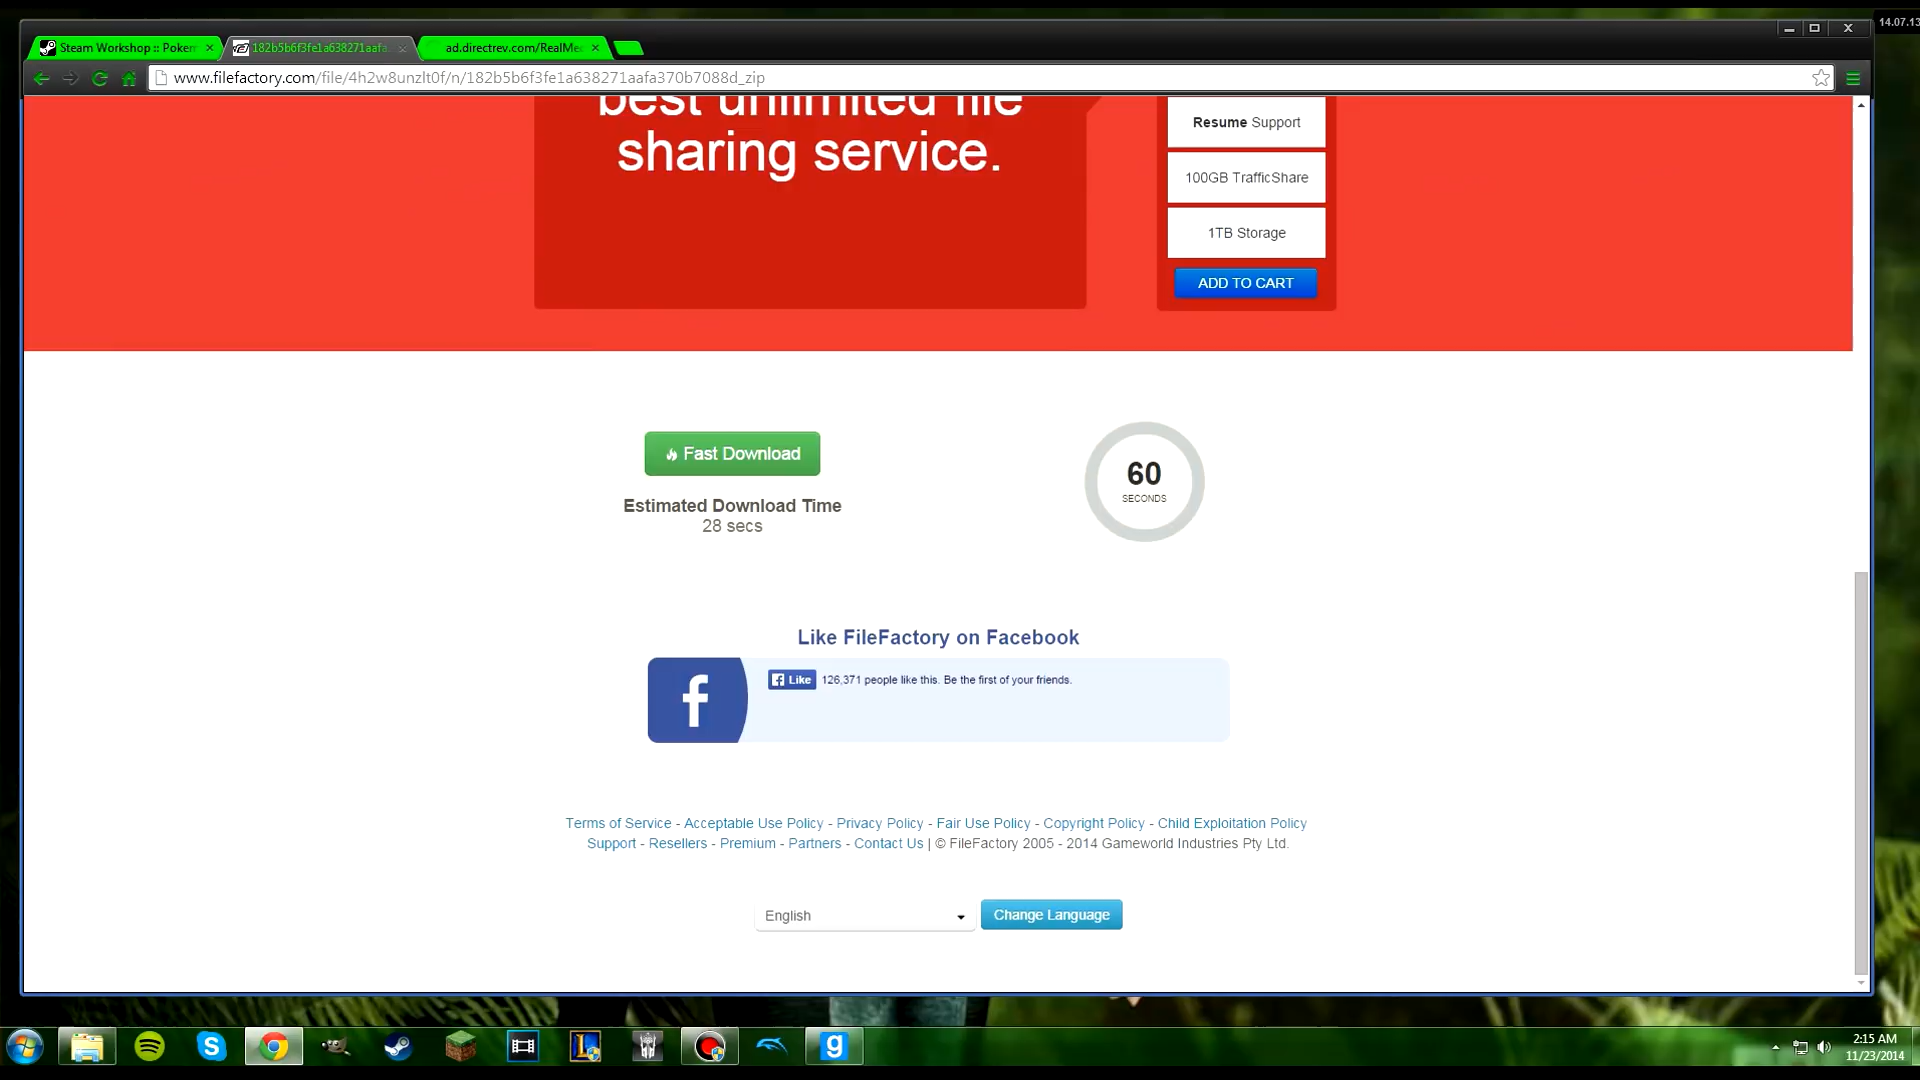 14.07.13
Steam Workshop :: Pokem
182b5b6f3fe1a638271aafa
ad.directrev.com/RealMe
www.filefactory.com/file/4h2w8unzlt0f/n/182b5b6f3fe1a638271aafa370b7088d_zip
best unlimited file
sharing service.
Resume Support
100GB TrafficShare
1TB Storage
ADD TO CART
Fast Download
Estimated Download Time
28 secs
60
SECONDS
Like FileFactory on Facebook
f
f Like 126,371 people like this. Be the first of your friends.
Terms of Service - Acceptable Use Policy - Privacy Policy - Fair Use Policy - Copyright Policy - Child Exploitation Policy
Support - Resellers - Premium - Partners - Contact Us | © FileFactory 2005 - 2014 Gameworld Industries Pty Ltd.
English
Change Language
S
L
g
2:15 AM
11/23/2014